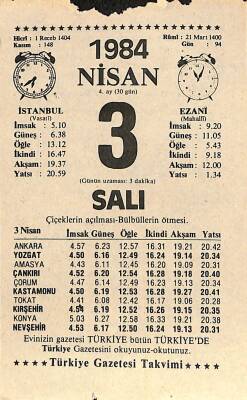 Hicrî : 1 Recep 1404
Kasım : 148
Rûmî : 21 Mart 1400
Gün : 94
1984
NİSAN
4. ay (30 gün)
3
(Günün uzaması: 3 dakika)
SALI
İSTANBUL
(Vasatî)
İmsak : 5.10
Güneş : 6.38
Öğle : 13.12
İkindi : 16.47
Akşam : 19.37
Yatsı : 20.59
EZANİ
(Mahallî)
İmsak : 9.20
Güneş : 11.05
Öğle : 5.43
İkindi : 9.18
Akşam : 12.00
Yatsı : 1.34
Çiçeklerin açılması-Bülbüllerin ötmesi.
3 Nisan İmsak Güneş Öğle İkindi Akşam Yatsı
ANKARA 4.57 6.23 12.57 16.31 19.21 20.42
YOZGAT 4.50 6.16 12.49 16.24 19.14 20.34
AMASYA 4.43 6.11 12.45 16.20 19.10 20.33
ÇANKIRI 4.52 6.20 12.54 16.28 19.18 20.40
ÇORUM 4.47 6.14 12.49 16.23 19.13 20.36
KASTAMONU 4.50 6.19 12.53 16.28 19.27 20.41
TOKAT 4.41 6.08 12.42 16.17 19.06 20.28
KIRŞEHİR 4.54 6.19 12.52 16.26 19.15 20.35
KONYA 5.03 6.27 12.58 16.33 19.21 20.38
NEVŞEHİR 4.53 6.17 12.50 16.24 19.13 20.31
Evinizin gazetesi TÜRKİYE bütün TÜRKİYE'DE
Türkiye Gazetesini okuyunuz-okutunuz.
Türkiye Gazetesi Takvimi